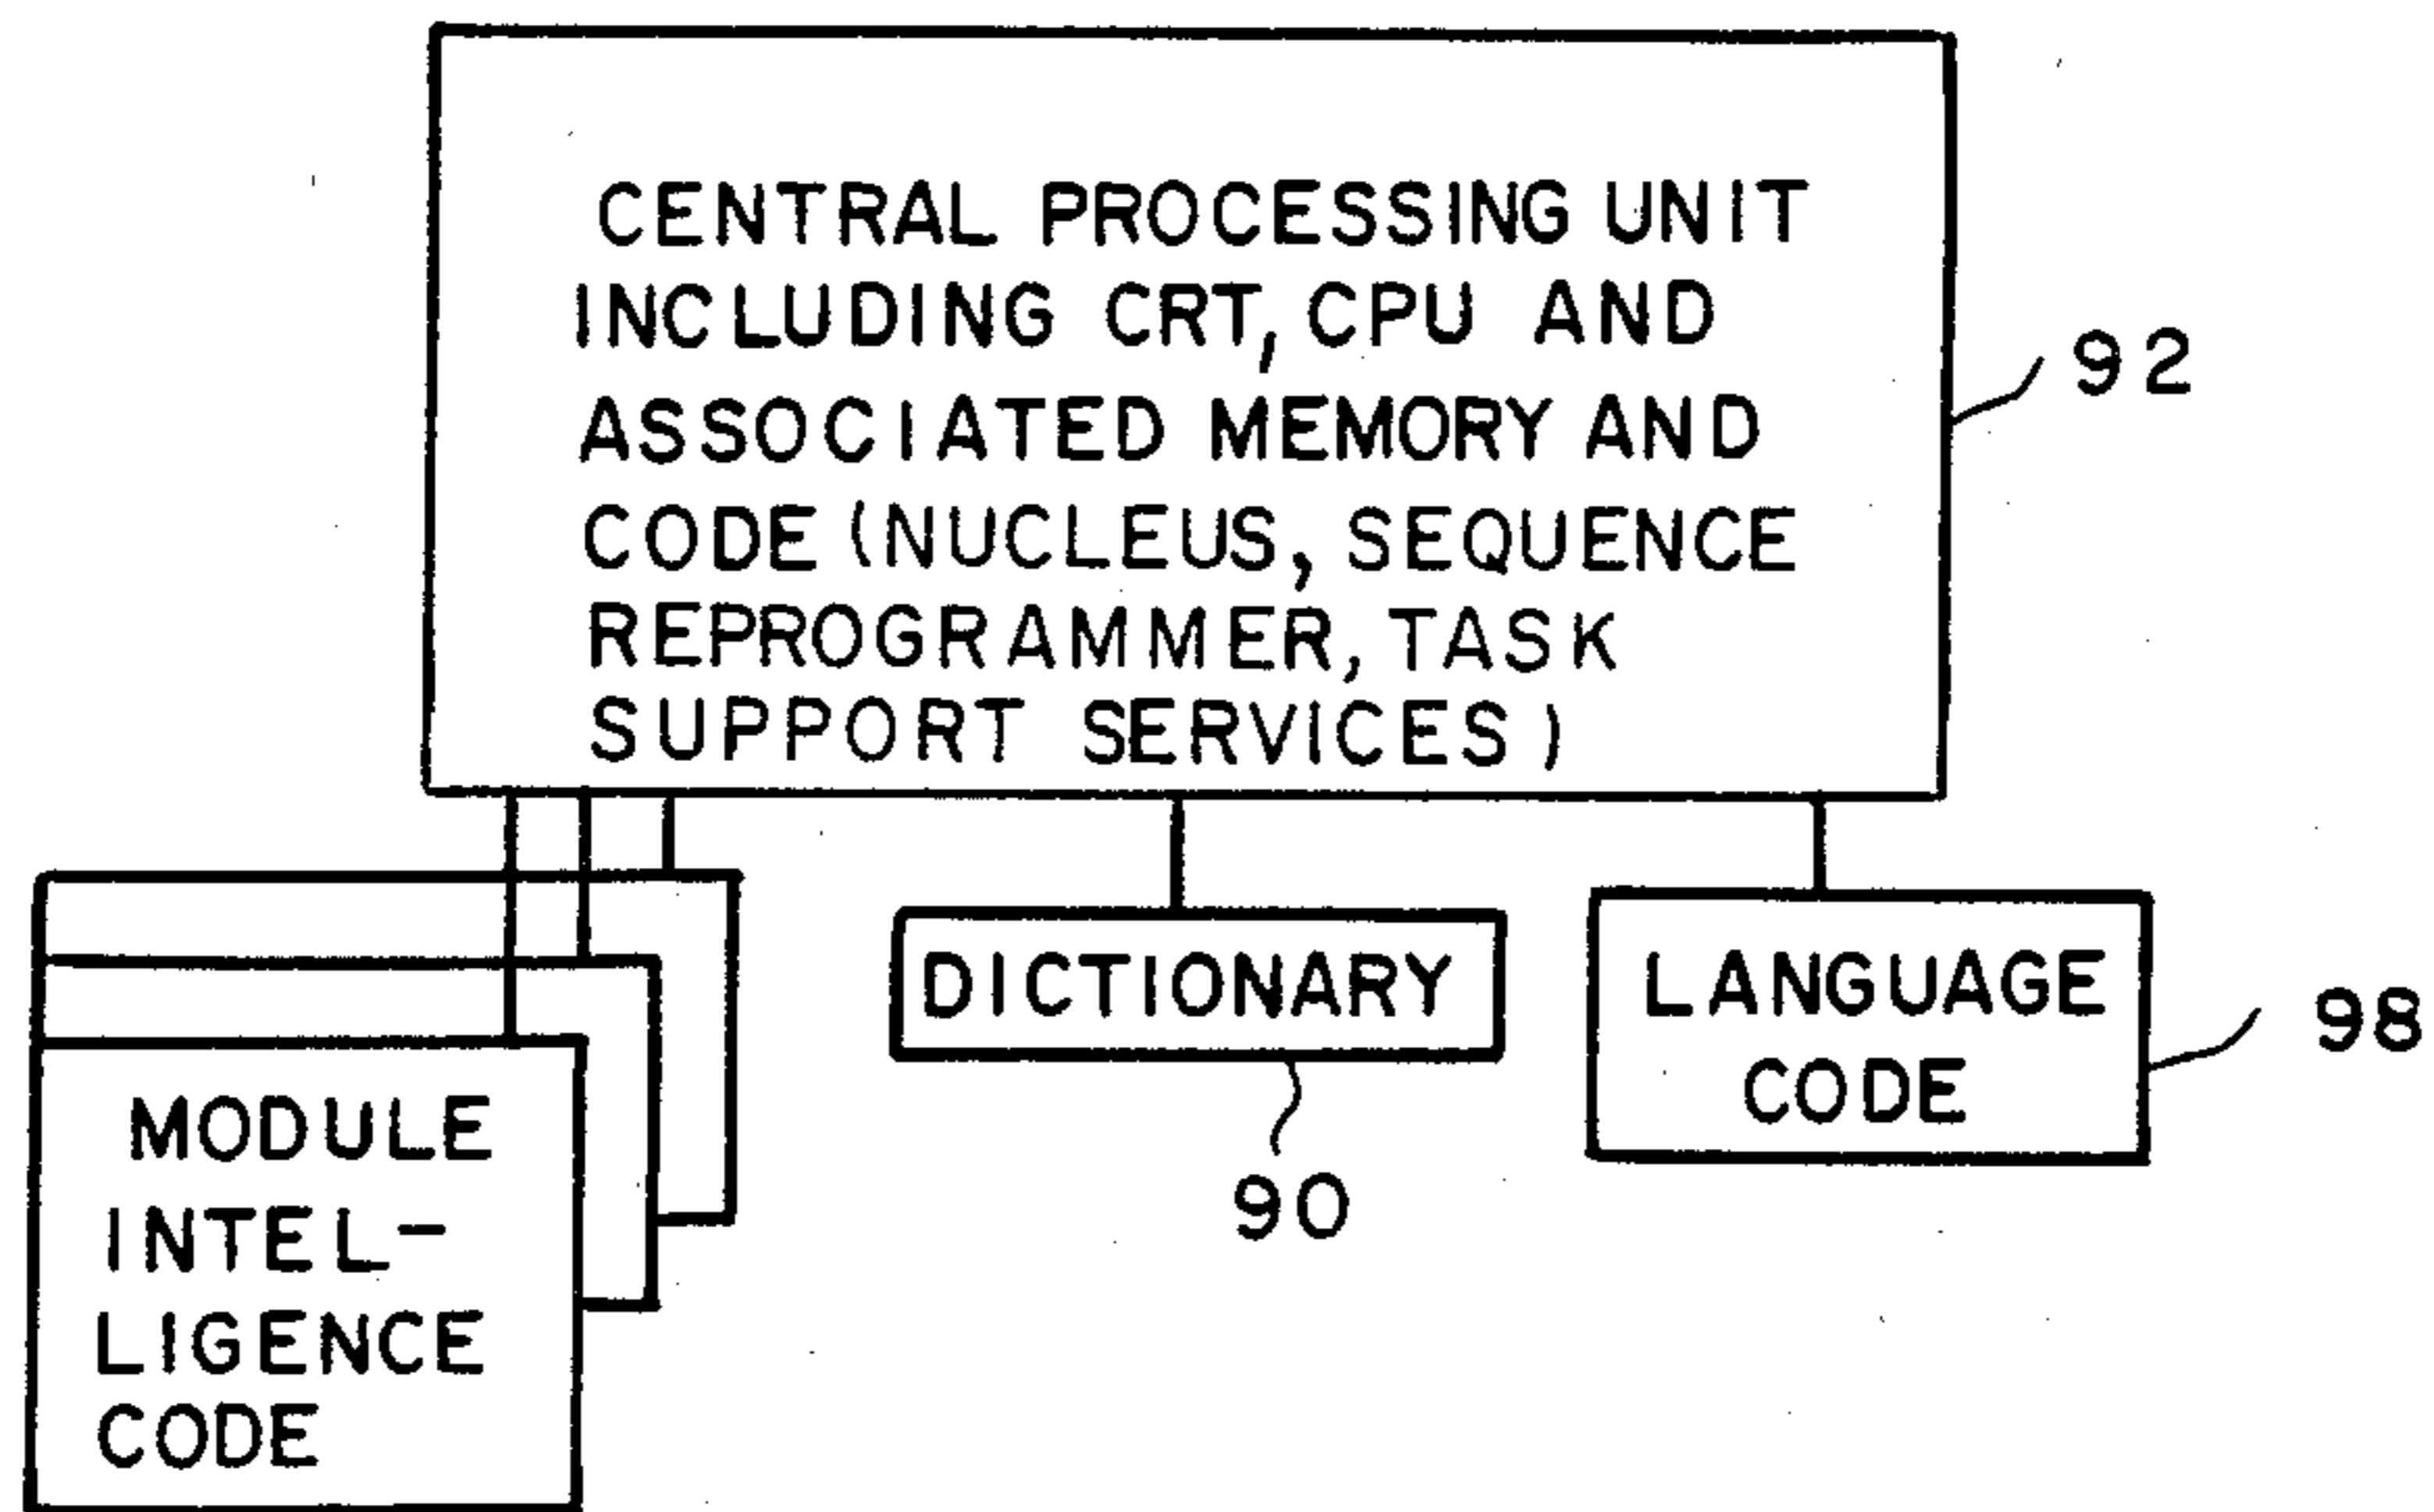 CENTRAL PROCESSING UNIT
INCLUDING CRT, CPU AND
ASSOCIATED MEMORY AND
CODE (NUCLEUS, SEQUENCE
REPROGRAMMER, TASK
SUPPORT SERVICES)
92
DICTIONARY
90
LANGUAGE
CODE
98
MODULE
INTEL-
LIGENCE
CODE